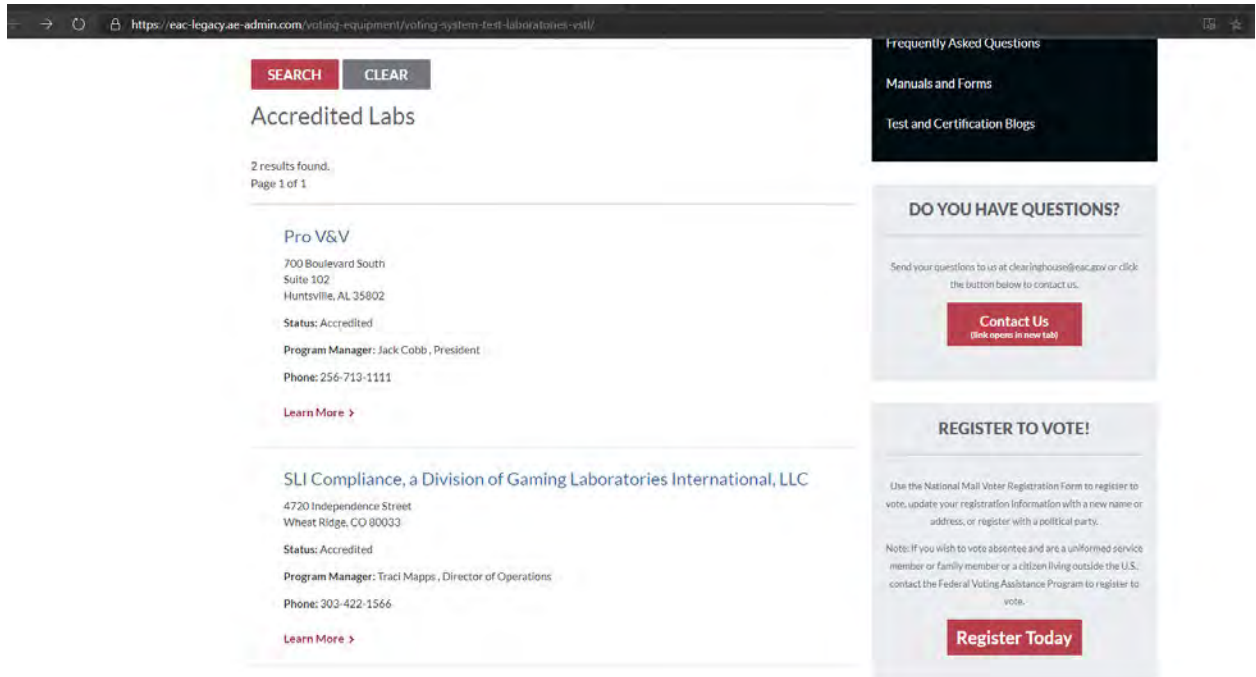 https://eac-legacy.ae-admin.com/voting-equipment/voting-system-test-laboratories-vstl/
SEARCH
CLEAR
Accredited Labs
2 results found.
Page 1 of 1
Pro V&V
700 Boulevard South
Suite 102
Huntsville, AL 35802
Status: Accredited
Program Manager: Jack Cobb , President
Phone: 256-713-1111
Learn More >
SLI Compliance, a Division of Gaming Laboratories International, LLC
4720 Independence Street
Wheat Ridge, CO 80033
Status: Accredited
Program Manager: Traci Mapps , Director of Operations
Phone: 303-422-1566
Learn More >
Frequently Asked Questions
Manuals and Forms
Test and Certification Blogs
DO YOU HAVE QUESTIONS?
Send your questions to us at clearinghouse@eac.gov or click
the button below to contact us.
Contact Us
(link opens in new tab)
REGISTER TO VOTE!
Use the National Mail Voter Registration Form to register to
vote, update your registration information with a new name or
address, or register with a political party.
Note: If you wish to vote absentee and are a uniformed service
member or family member or a citizen living outside the U.S.,
contact the Federal Voting Assistance Program to register to
vote.
Register Today